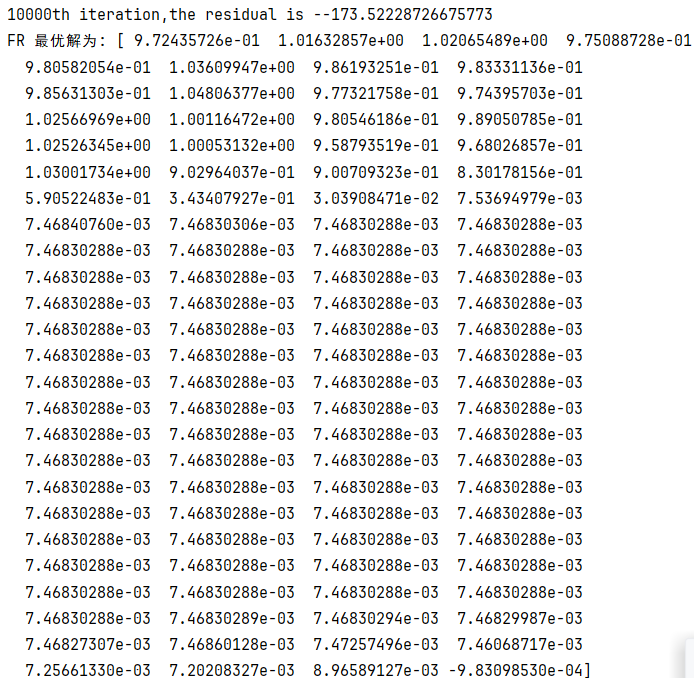 10000th iteration,the residual is --173.52228726675773
FR 最优解为: [ 9.72435726e-01  1.01632857e+00  1.02065489e+00  9.75088728e-01
  9.80582054e-01  1.03609947e+00  9.86193251e-01  9.83331136e-01
  9.85631303e-01  1.04806377e+00  9.77321758e-01  9.74395703e-01
  1.02566969e+00  1.00116472e+00  9.80546186e-01  9.89050785e-01
  1.02526345e+00  1.00053132e+00  9.58793519e-01  9.68026857e-01
  1.03001734e+00  9.02964037e-01  9.00709323e-01  8.30178156e-01
  5.90522483e-01  3.43407927e-01  3.03908471e-02  7.53694979e-03
  7.46840760e-03  7.46830306e-03  7.46830288e-03  7.46830288e-03
  7.46830288e-03  7.46830288e-03  7.46830288e-03  7.46830288e-03
  7.46830288e-03  7.46830288e-03  7.46830288e-03  7.46830288e-03
  7.46830288e-03  7.46830288e-03  7.46830288e-03  7.46830288e-03
  7.46830288e-03  7.46830288e-03  7.46830288e-03  7.46830288e-03
  7.46830288e-03  7.46830288e-03  7.46830288e-03  7.46830288e-03
  7.46830288e-03  7.46830288e-03  7.46830288e-03  7.46830288e-03
  7.46830288e-03  7.46830288e-03  7.46830288e-03  7.46830288e-03
  7.46830288e-03  7.46830288e-03  7.46830288e-03  7.46830288e-03
  7.46830288e-03  7.46830288e-03  7.46830288e-03  7.46830288e-03
  7.46830288e-03  7.46830288e-03  7.46830288e-03  7.46830288e-03
  7.46830288e-03  7.46830288e-03  7.46830288e-03  7.46830288e-03
  7.46830288e-03  7.46830288e-03  7.46830288e-03  7.46830288e-03
  7.46830288e-03  7.46830288e-03  7.46830288e-03  7.46830288e-03
  7.46830288e-03  7.46830288e-03  7.46830288e-03  7.46830288e-03
  7.46830288e-03  7.46830289e-03  7.46830294e-03  7.46829987e-03
  7.46827307e-03  7.46860128e-03  7.47257496e-03  7.46068717e-03
  7.25661330e-03  7.20208327e-03  8.96589127e-03 -9.83098530e-04]